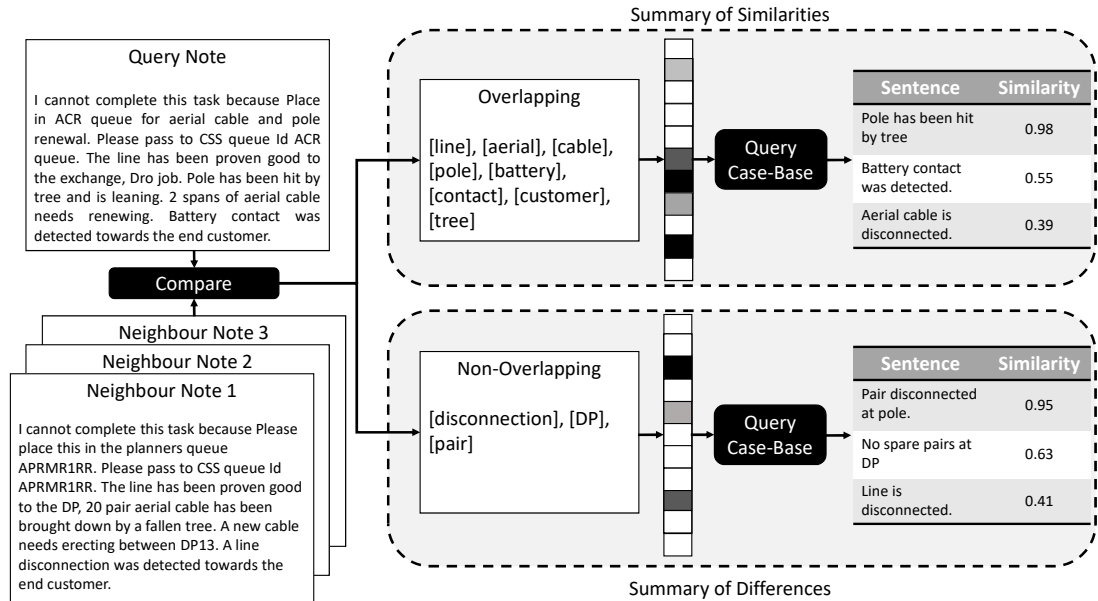 Summary of Similarities
Query Note
I cannot complete this task because Place
in ACR queue for aerial cable and pole
renewal. Please pass to CSS queue Id ACR
queue. The line has been proven good to
the exchange, Dro job. Pole has been hit by
tree and is leaning. 2 spans of aerial cable
needs renewing. Battery contact was
detected towards the end customer.
Compare
Neighbour Note 3
Neighbour Note 2
Neighbour Note 1
I cannot complete this task because Please
place this in the planners queue
APRMR1RR. Please pass to CSS queue Id
APRMR1RR. The line has been proven good
to the DP, 20 pair aerial cable has been
brought down by a fallen tree. A new cable
needs erecting between DP13. A line
disconnection was detected towards the
end customer.
Overlapping
[line], [aerial], [cable],
[pole], [battery],
[contact], [customer],
[tree]
Query
Case-Base
Sentence Similarity
Pole has been hit
by tree
0.98
Battery contact
was detected.
0.55
Aerial cable is
disconnected.
0.39
Non-Overlapping
[disconnection], [DP],
[pair]
Query
Case-Base
Sentence Similarity
Pair disconnected
at pole.
0.95
No spare pairs at
DP
0.63
Line is
disconnected.
0.41
Summary of Differences